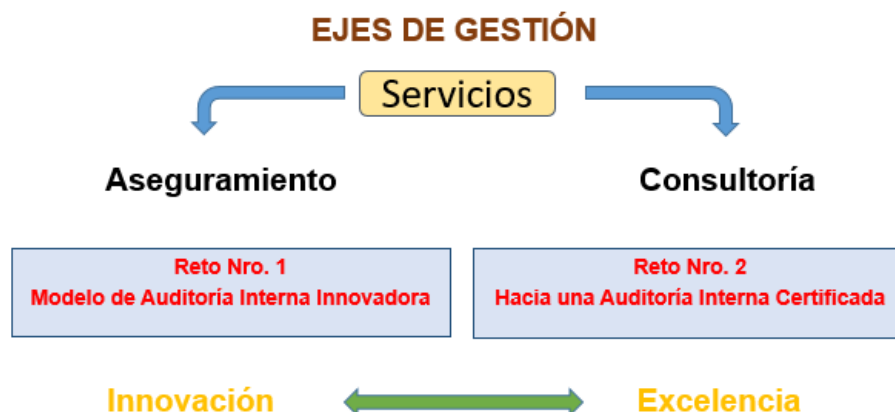 EJES DE GESTIÓN
Servicios
Aseguramiento
Consultoría
Reto Nro. 1
Modelo de Auditoría Interna Innovadora
Reto Nro. 2
Hacia una Auditoría Interna Certificada
Innovación
Excelencia